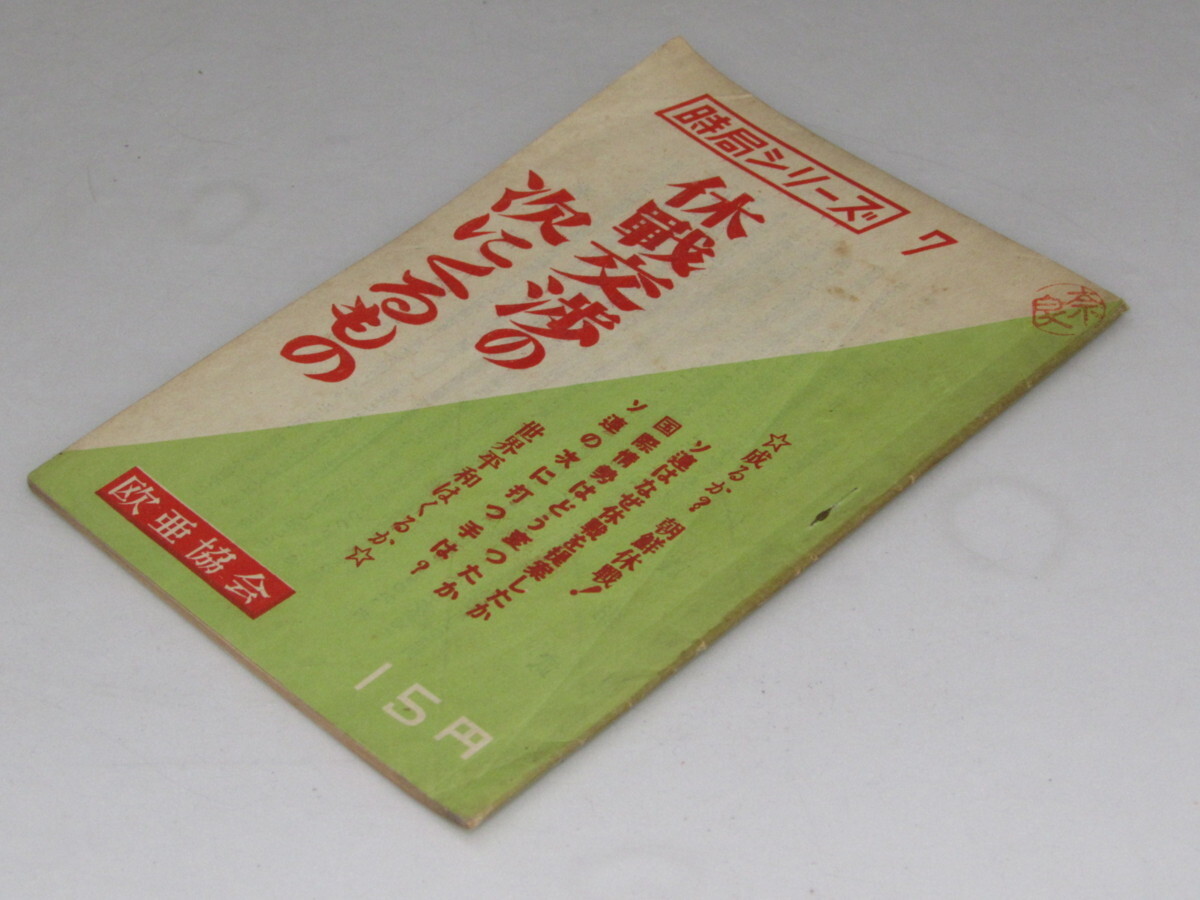 時局シリーズ 7
休戦交渉の
次にくるもの
☆成るか? 朝鮮休戦!
ソ連はなぜ休戦を提案したか
国際情勢はどう変つたか
ソ連の次に打つ手は?
世界平和はくるか☆
欧亜協会
15円